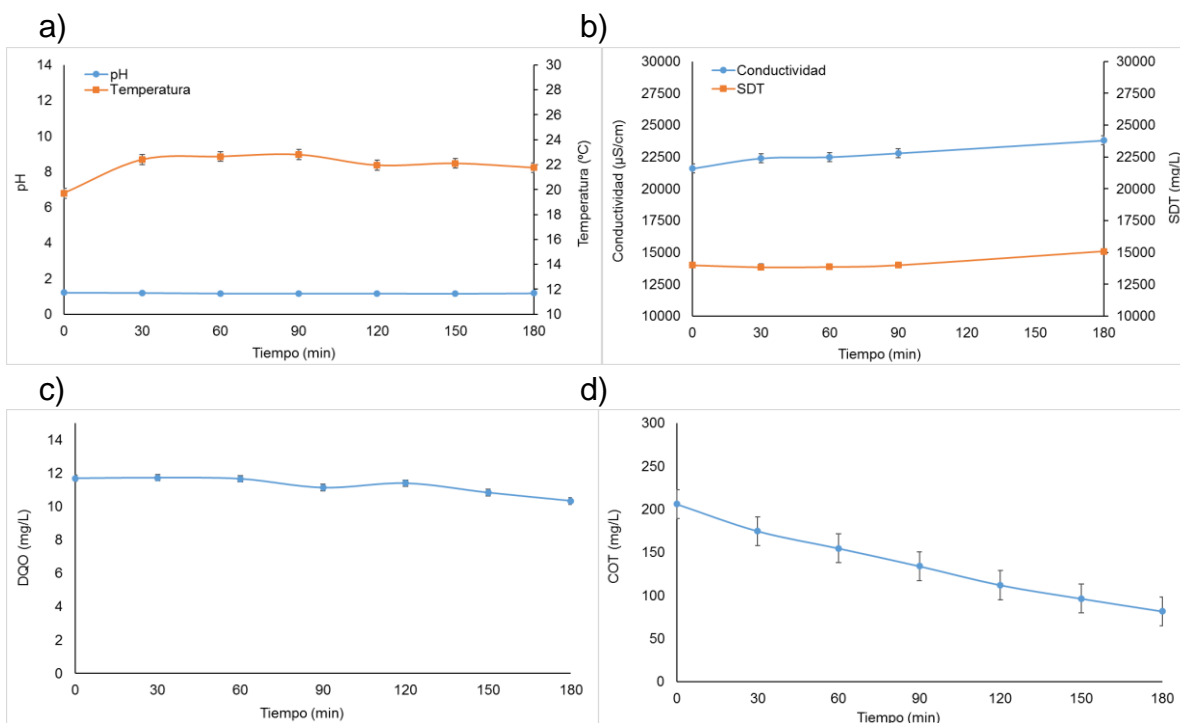 a)
pH
Temperatura
14
12
10
8
6
4
2
0
pH
30
28
26
24
22
20
18
16
14
12
10
Temperatura (ºC)
0 30 60 90 120 150 180
Tiempo (min)
b)
Conductividad
SDT
30000
27500
25000
22500
20000
17500
15000
12500
10000
Conductividad (µS/cm)
30000
27500
25000
22500
20000
17500
15000
12500
10000
SDT (mg/L)
0 30 60 90 120 150 180
Tiempo (min)
c)
14
12
10
8
6
4
2
0
DQO (mg/L)
0 30 60 90 120 150 180
Tiempo (min)
d)
300
250
200
150
100
50
0
COT (mg/L)
0 30 60 90 120 150 180
Tiempo (min)